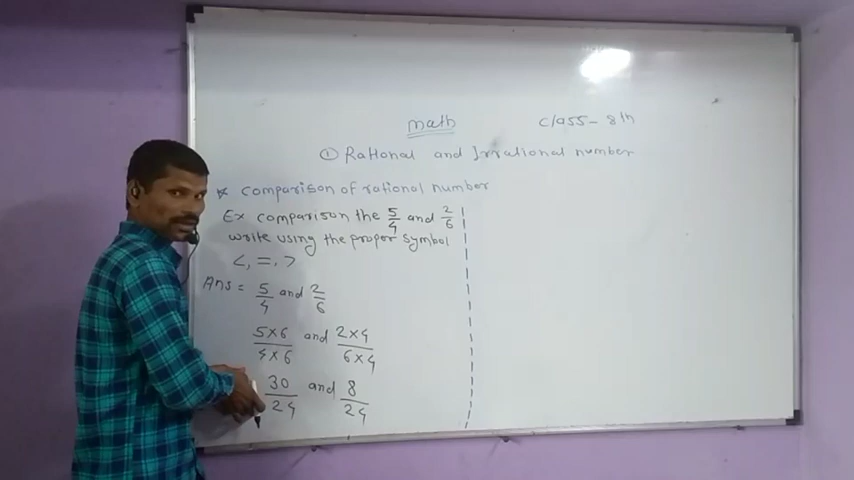 math class - 8th
① Rational and Irrational number
* comparison of rational number
Ex comparison the 5/4 and 2/6
write using the proper symbol
<, =, >
Ans = 5/4 and 2/6
5×6/4×6 and 2×4/6×4
30/24 and 8/24